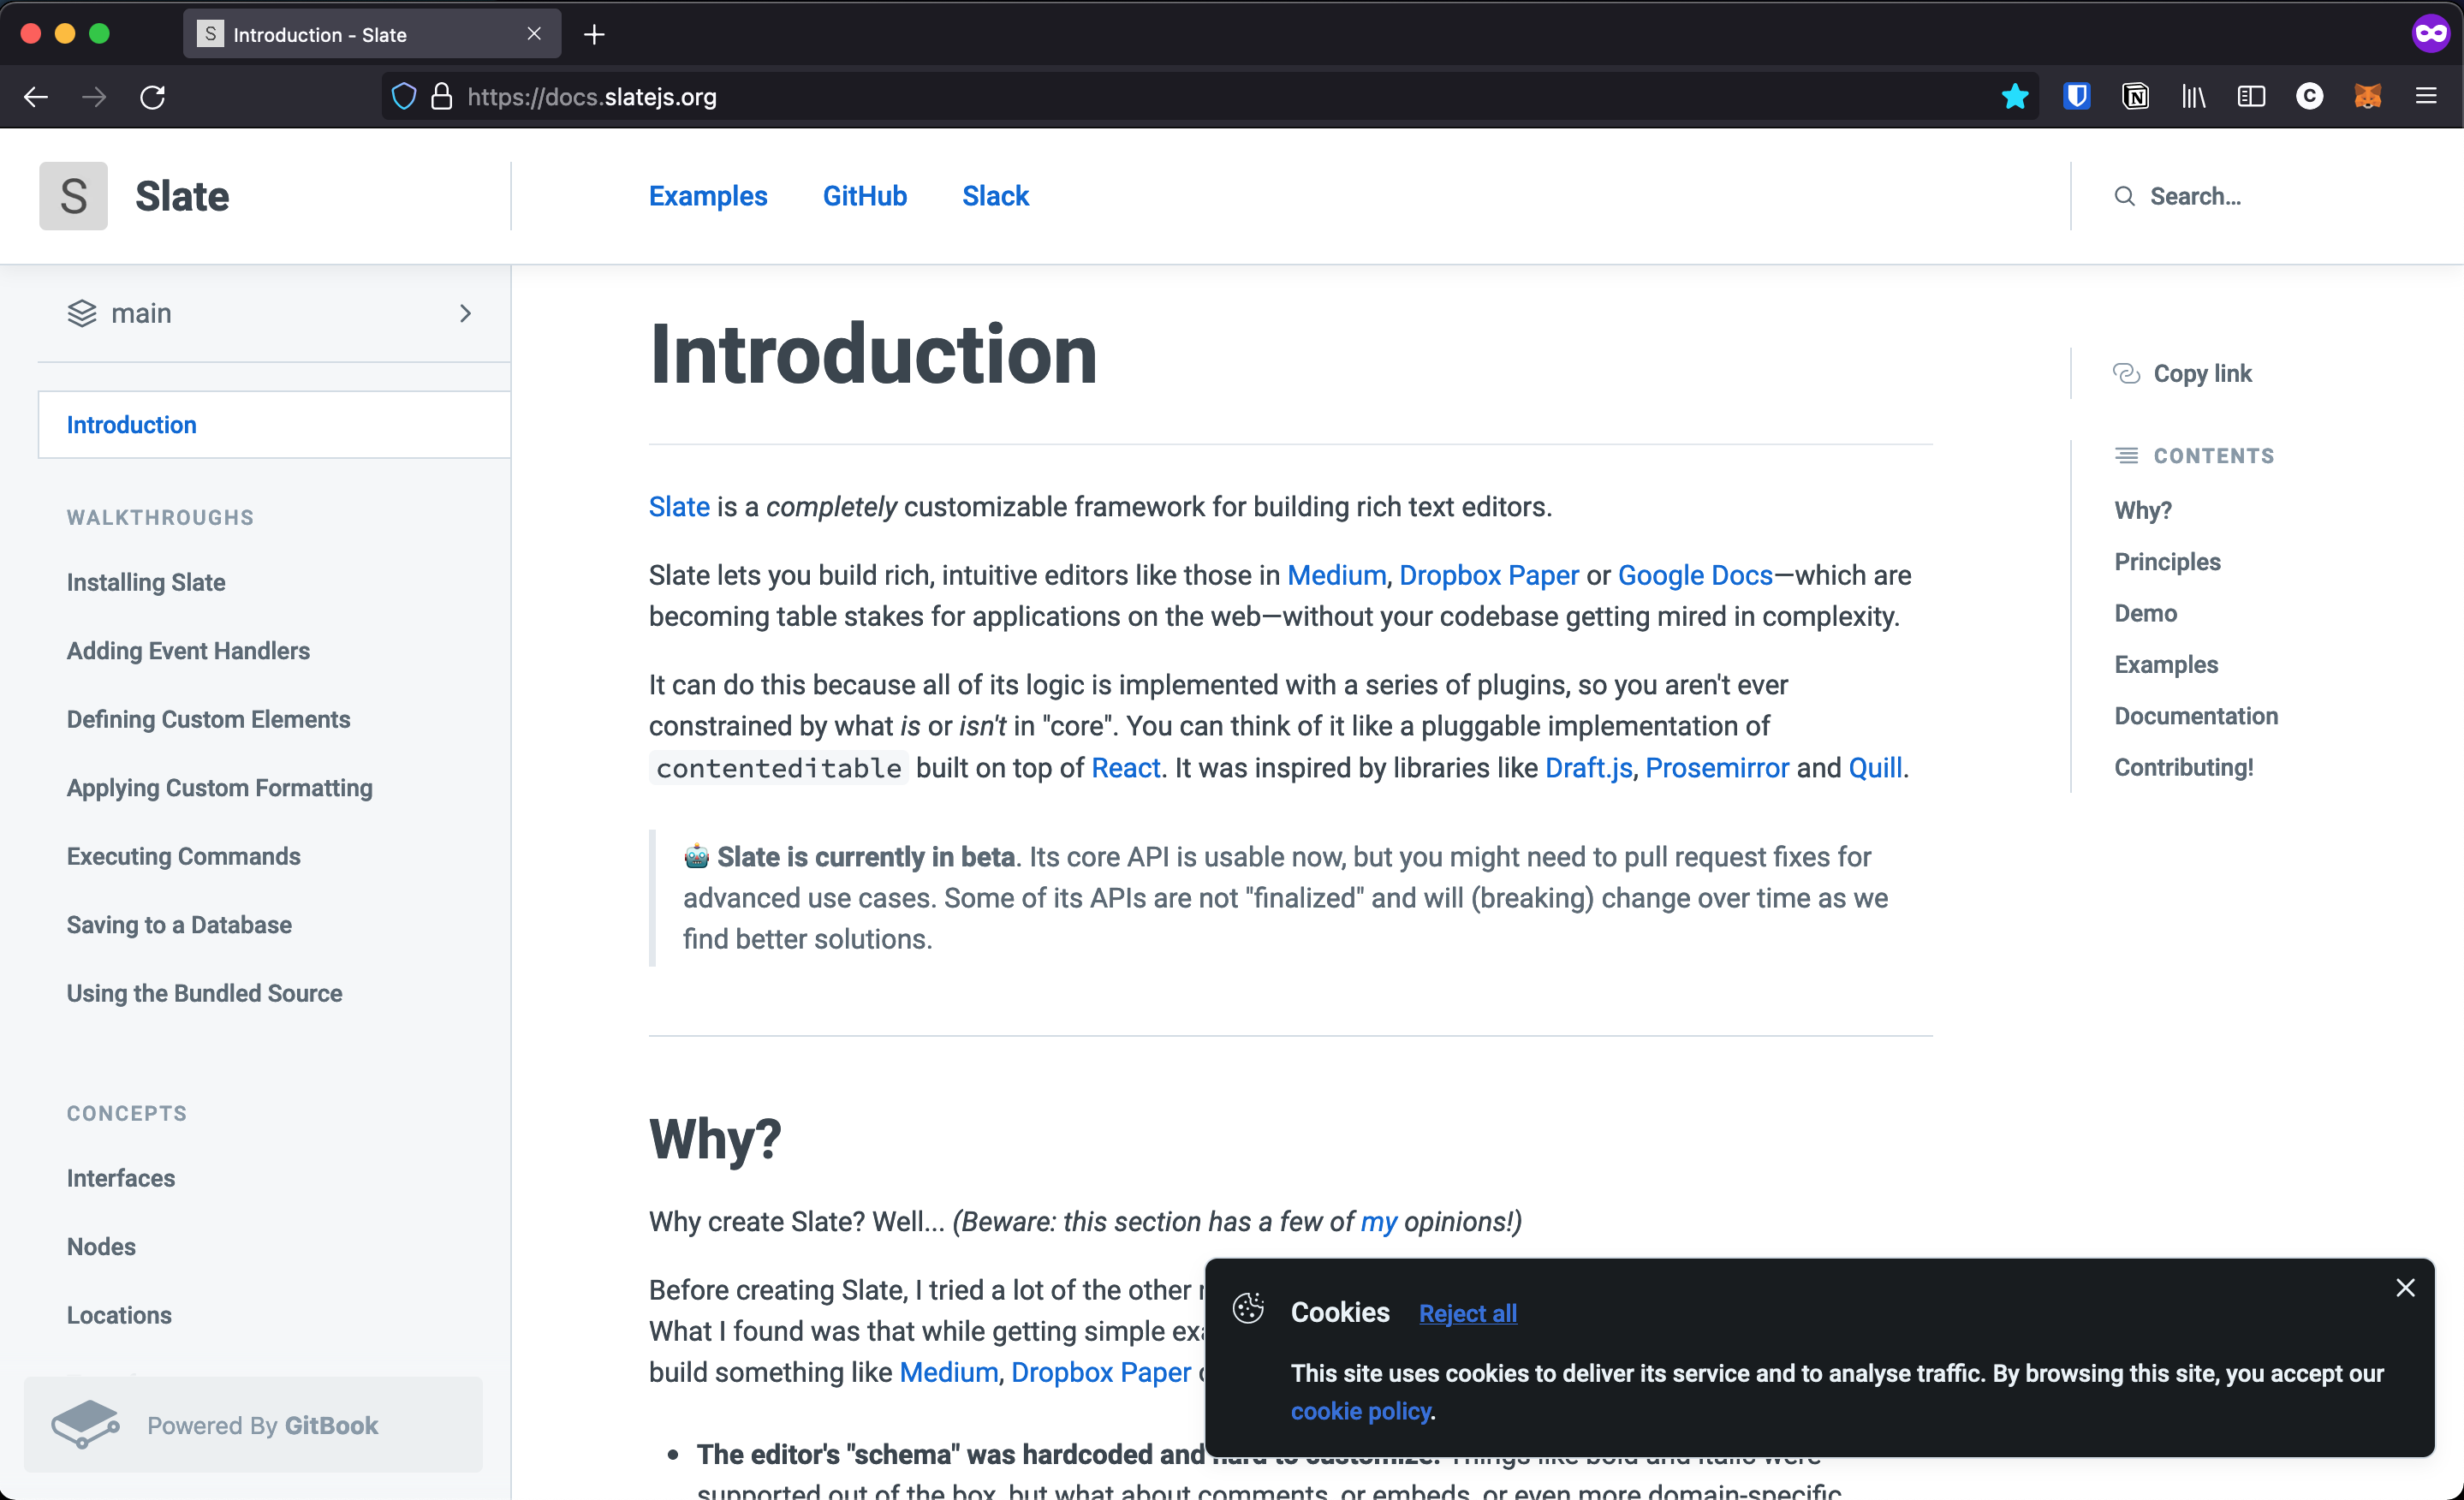 S Introduction - Slate
https://docs.slatejs.org
S Slate
Examples GitHub Slack
Search...
main
Introduction
WALKTHROUGHS
Installing Slate
Adding Event Handlers
Defining Custom Elements
Applying Custom Formatting
Executing Commands
Saving to a Database
Using the Bundled Source
CONCEPTS
Interfaces
Nodes
Locations
Powered By GitBook
Introduction
Slate is a completely customizable framework for building rich text editors.
Slate lets you build rich, intuitive editors like those in Medium, Dropbox Paper or Google Docs—which are
becoming table stakes for applications on the web—without your codebase getting mired in complexity.
It can do this because all of its logic is implemented with a series of plugins, so you aren't ever
constrained by what is or isn't in "core". You can think of it like a pluggable implementation of
contenteditable built on top of React. It was inspired by libraries like Draft.js, Prosemirror and Quill.
🤖 Slate is currently in beta. Its core API is usable now, but you might need to pull request fixes for
advanced use cases. Some of its APIs are not "finalized" and will (breaking) change over time as we
find better solutions.
Why?
Why create Slate? Well... (Beware: this section has a few of my opinions!)
Before creating Slate, I tried a lot of the other
What I found was that while getting simple
build something like Medium, Dropbox Paper
• The editor's "schema" was hardcoded and hard to customize. Things like bold and italic were
supported out of the box, but what about comments, or embeds, or even more domain-specific
Copy link
CONTENTS
Why?
Principles
Demo
Examples
Documentation
Contributing!
Cookies Reject all
This site uses cookies to deliver its service and to analyse traffic. By browsing this site, you accept our
cookie policy.